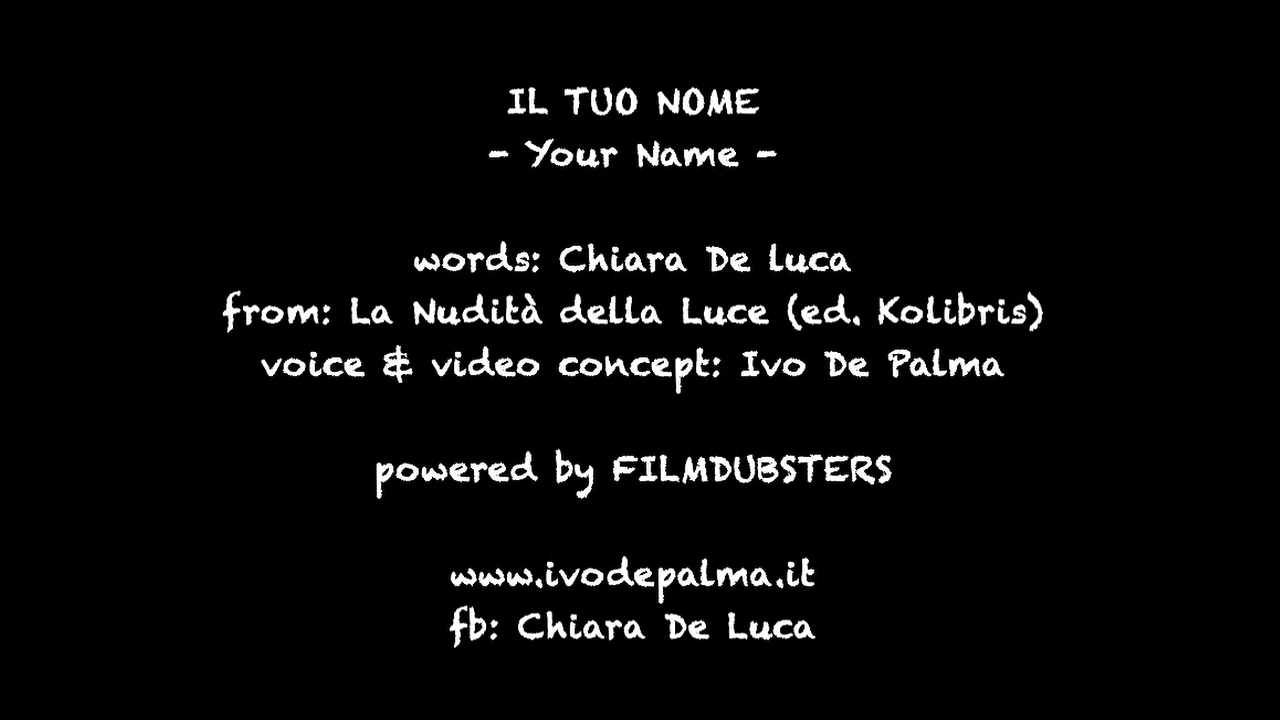 IL TUO NOME
- Your Name -
words: Chiara De luca
from: La Nudità della Luce (ed. Kolibris)
voice & video concept: Ivo De Palma
powered by FILMDUBSTERS
www.ivodepalma.it
fb: Chiara De Luca